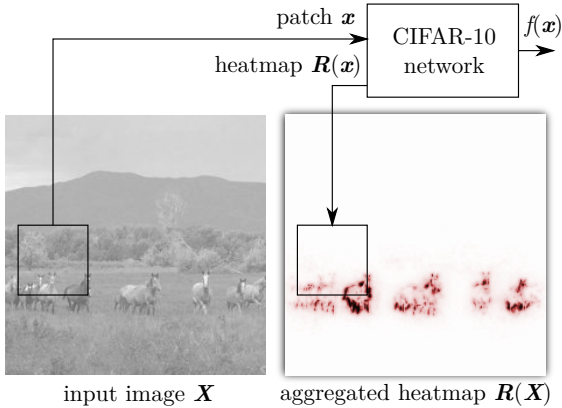 patch x
heatmap R(x)
CIFAR-10
network
f(x)
input image X
aggregated heatmap R(X)